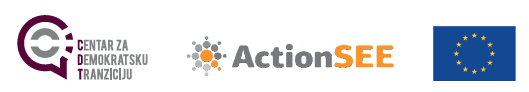 CENTAR ZA
DEMOKRATSKU
TRANZICIJU
ActionSEE